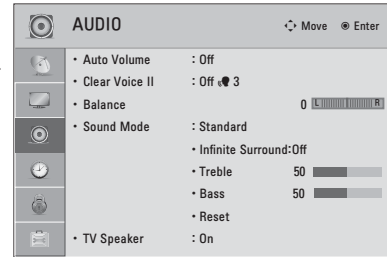 AUDIO Move Enter
• Auto Volume : Off
• Clear Voice II : Off 3
• Balance 0 L R
• Sound Mode : Standard
• Infinite Surround:Off
• Treble 50
• Bass 50
• Reset
• TV Speaker : On